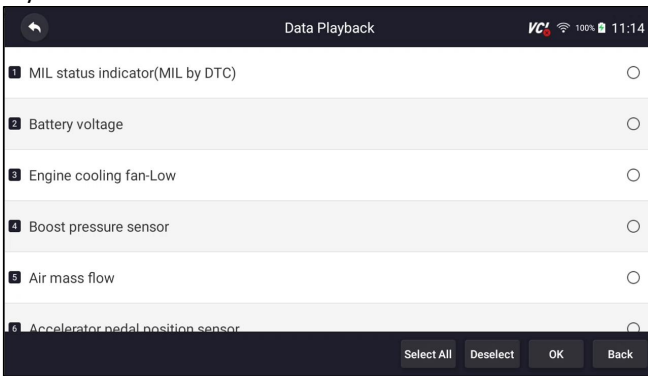 Data Playback
VCI 100% 11:14
1 MIL status indicator(MIL by DTC)
2 Battery voltage
3 Engine cooling fan-Low
4 Boost pressure sensor
5 Air mass flow
6 Accelerator pedal position sensor
Select All Deselect OK Back